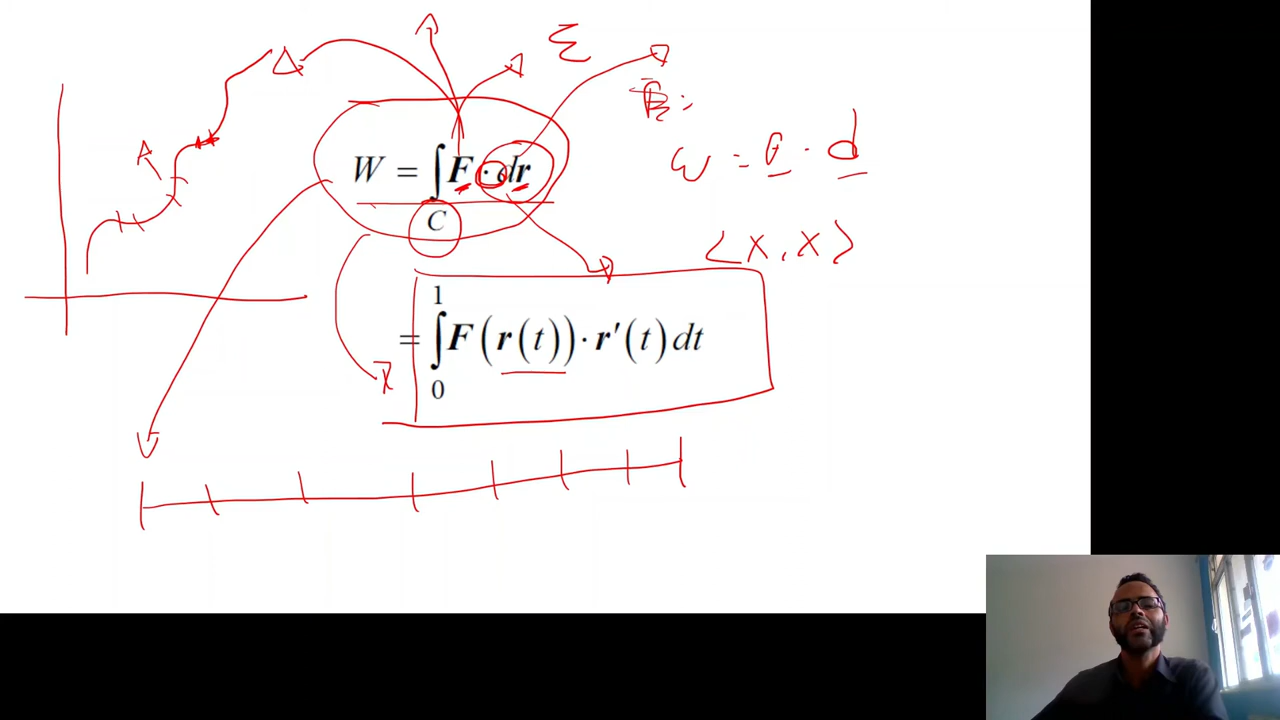 W = ∫_C F · dr
w = F · d
⟨x, x⟩
= ∫_0^1 F(r(t)) · r′(t) dt
A
Σ